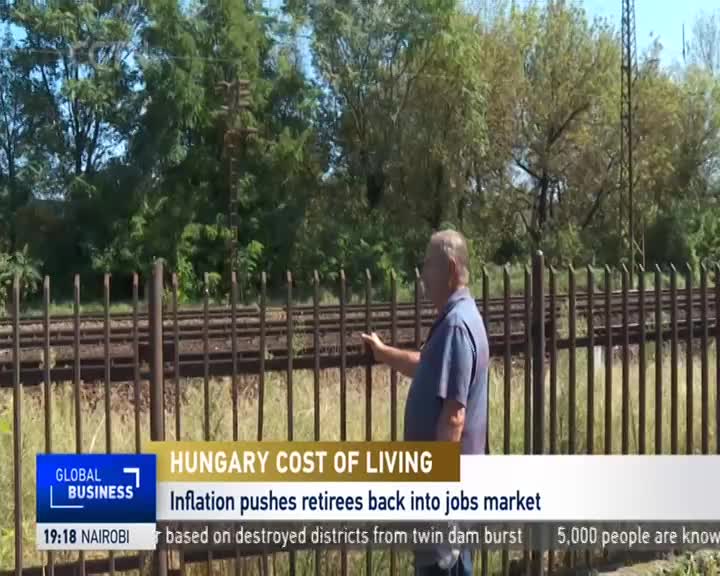 HUNGARY COST OF LIVING
GLOBAL
BUSINESS
Inflation pushes retirees back into jobs market
19:18 NAIROBI
r based on destroyed districts from twin dam burst 5,000 people are know